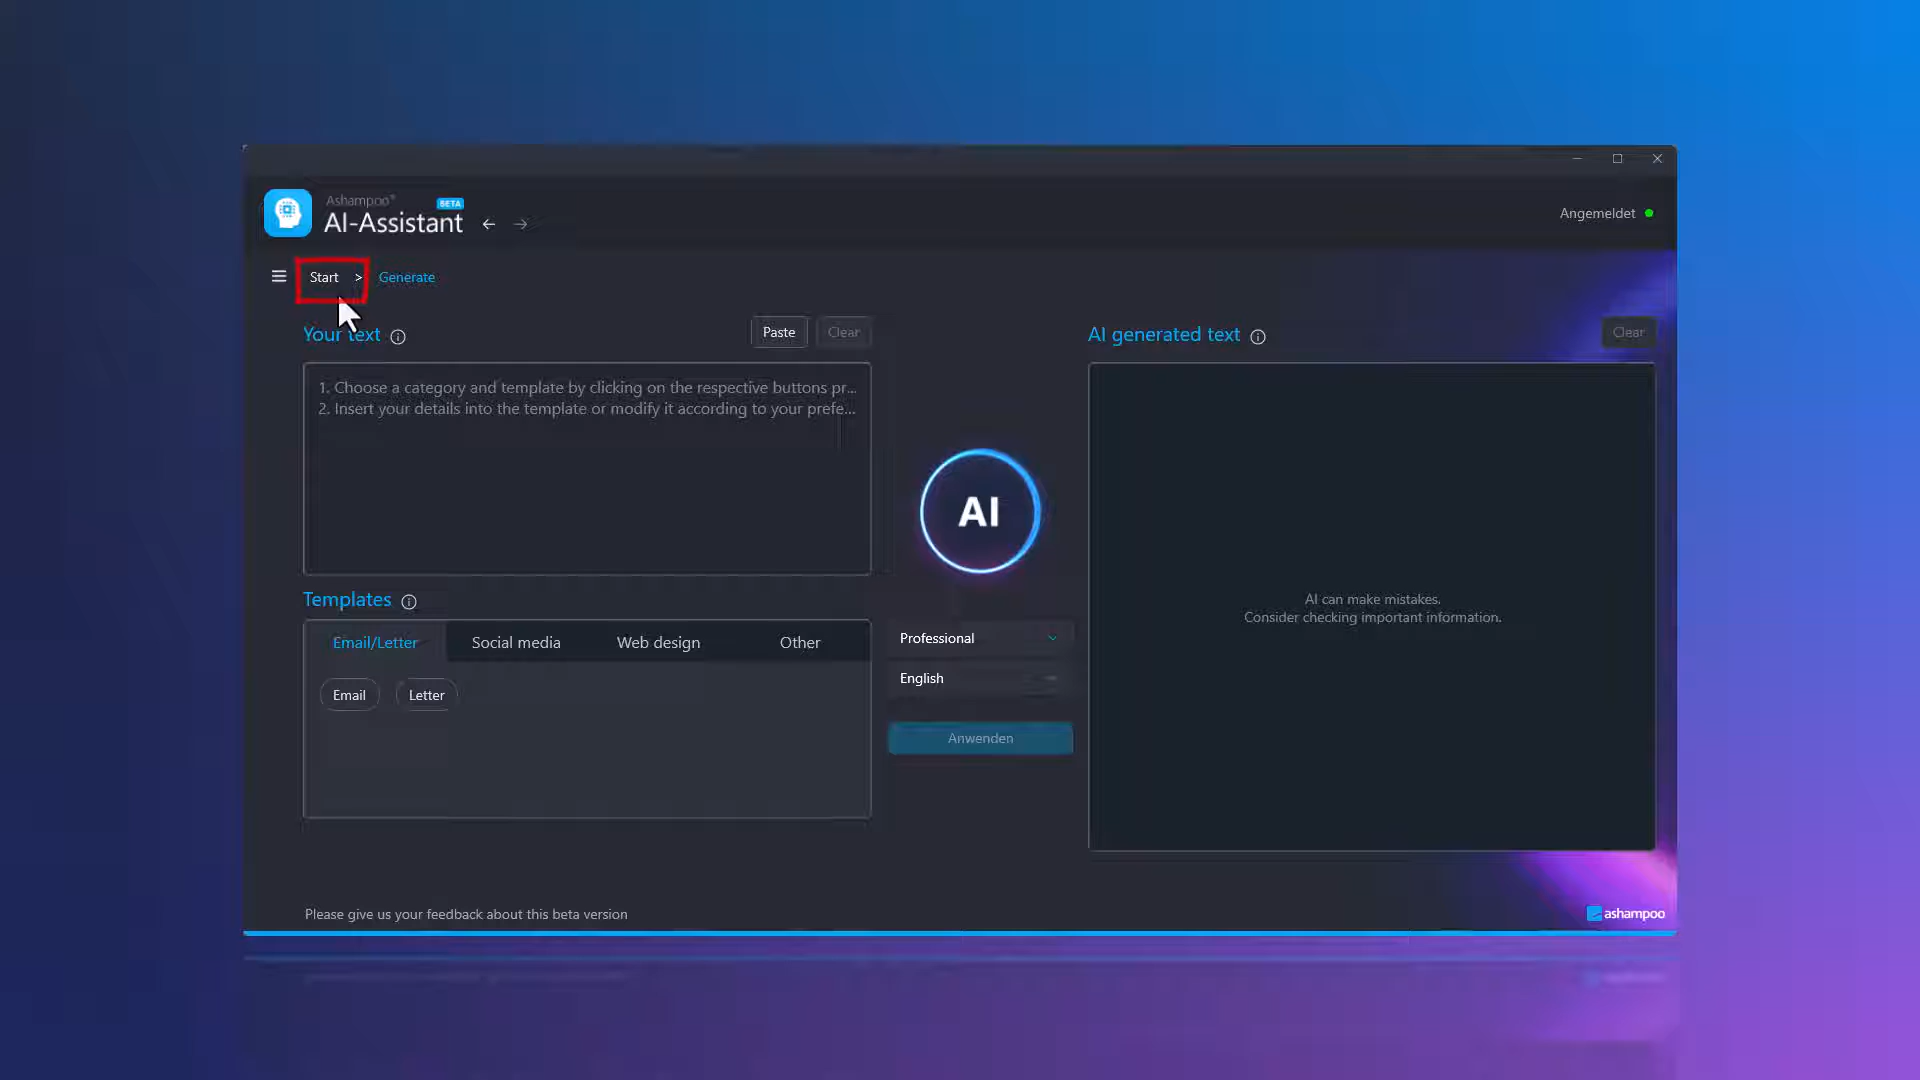 Ashampoo®
AI-Assistant BETA
Angemeldet
Start > Generate
Your text
Paste
Clear
AI generated text
Clear
1. Choose a category and template by clicking on the respective buttons pr...
2. Insert your details into the template or modify it according to your prefe...
AI
AI can make mistakes.
Consider checking important information.
Templates
Email/Letter
Social media
Web design
Other
Professional
Email
Letter
English
Anwenden
Please give us your feedback about this beta version
ashampoo